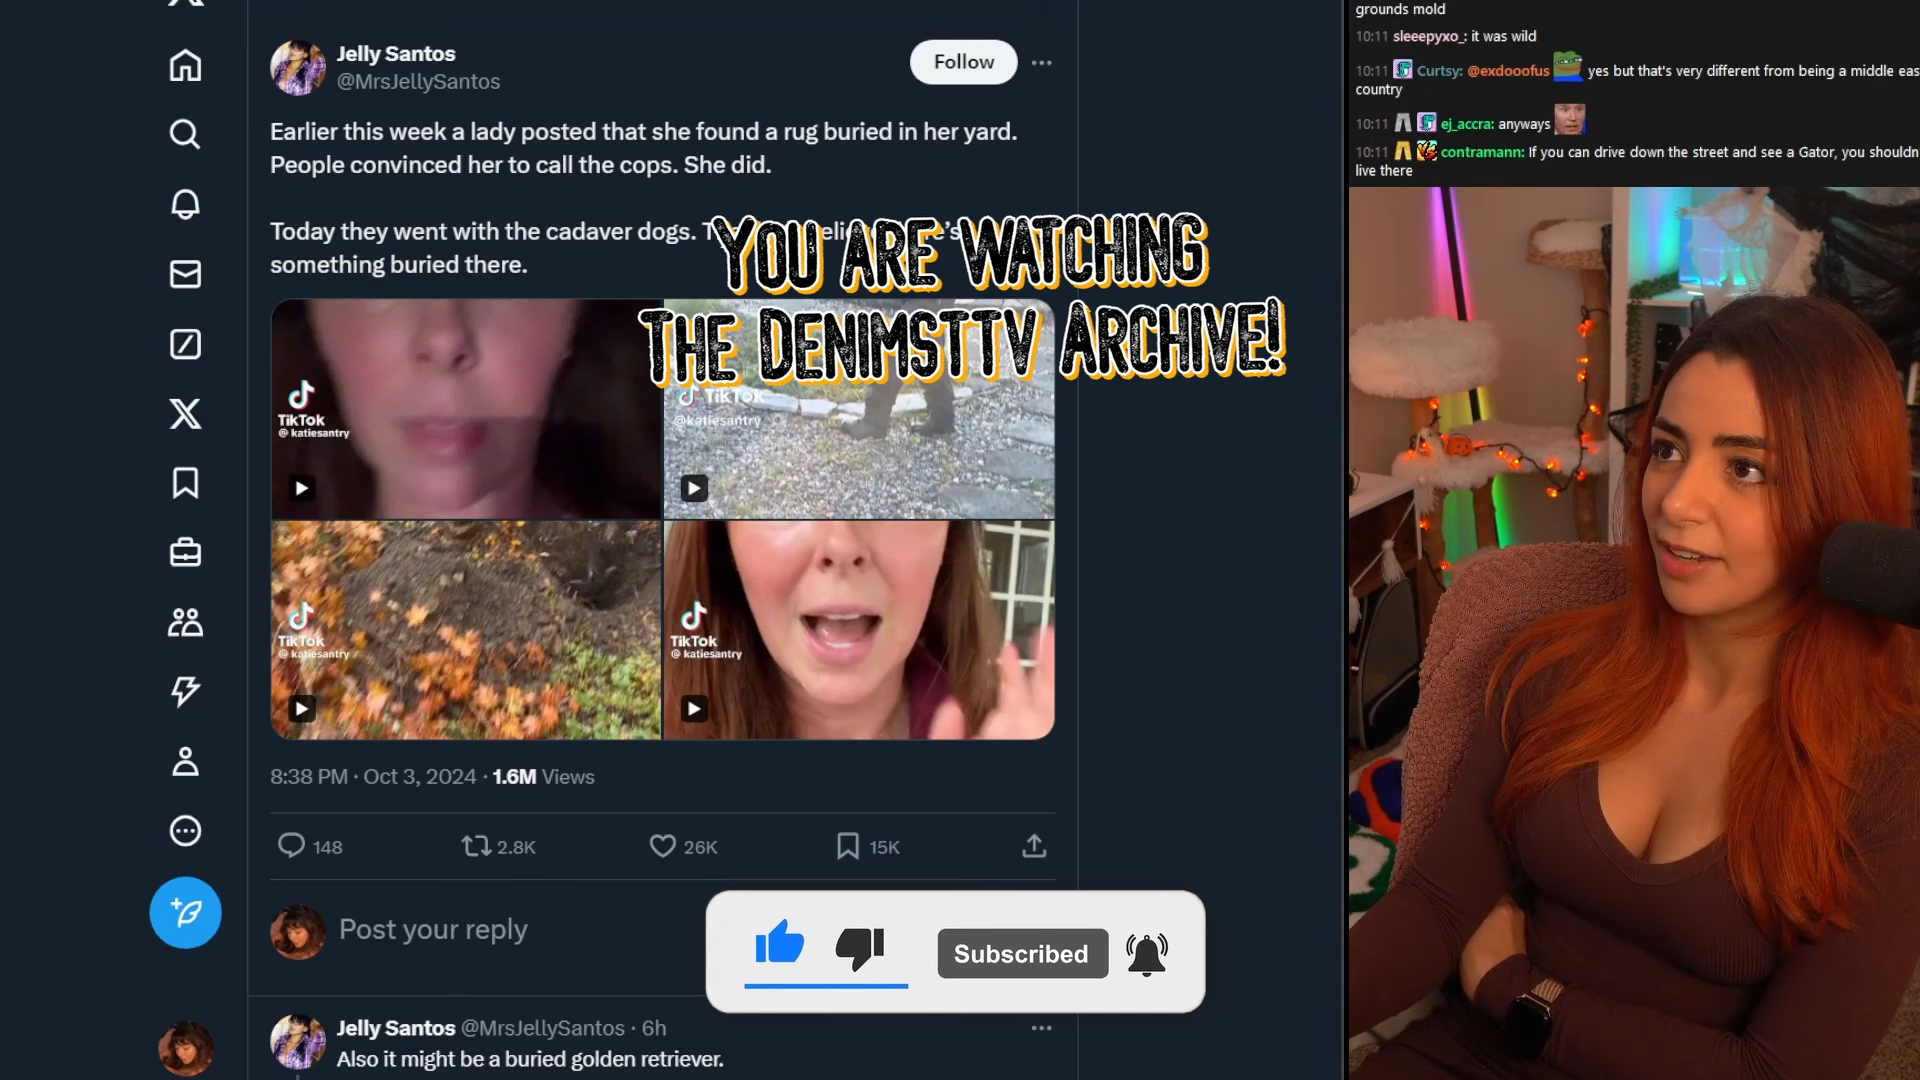 Jelly Santos
@MrsJellySantos
Follow
Earlier this week a lady posted that she found a rug buried in her yard.
People convinced her to call the cops. She did.
Today they went with the cadaver dogs.
something buried there.
YOU ARE WATCHING
THE DENIMSTTV ARCHIVE!
TikTok
@ katiesantry
TikTok
@katiesantry
TikTok
@ katiesantry
TikTok
@ katiesantry
8:38 PM · Oct 3, 2024 · 1.6M Views
148
2.8K
26K
15K
Post your reply
Subscribed
Jelly Santos @MrsJellySantos · 6h
Also it might be a buried golden retriever.
grounds mold
10:11 sleeepyxo_: it was wild
10:11 Curtsy: @exdooofus yes but that's very different from being a middle eas
country
10:11 ej_accra: anyways
10:11 contramann: If you can drive down the street and see a Gator, you shouldn'
live there